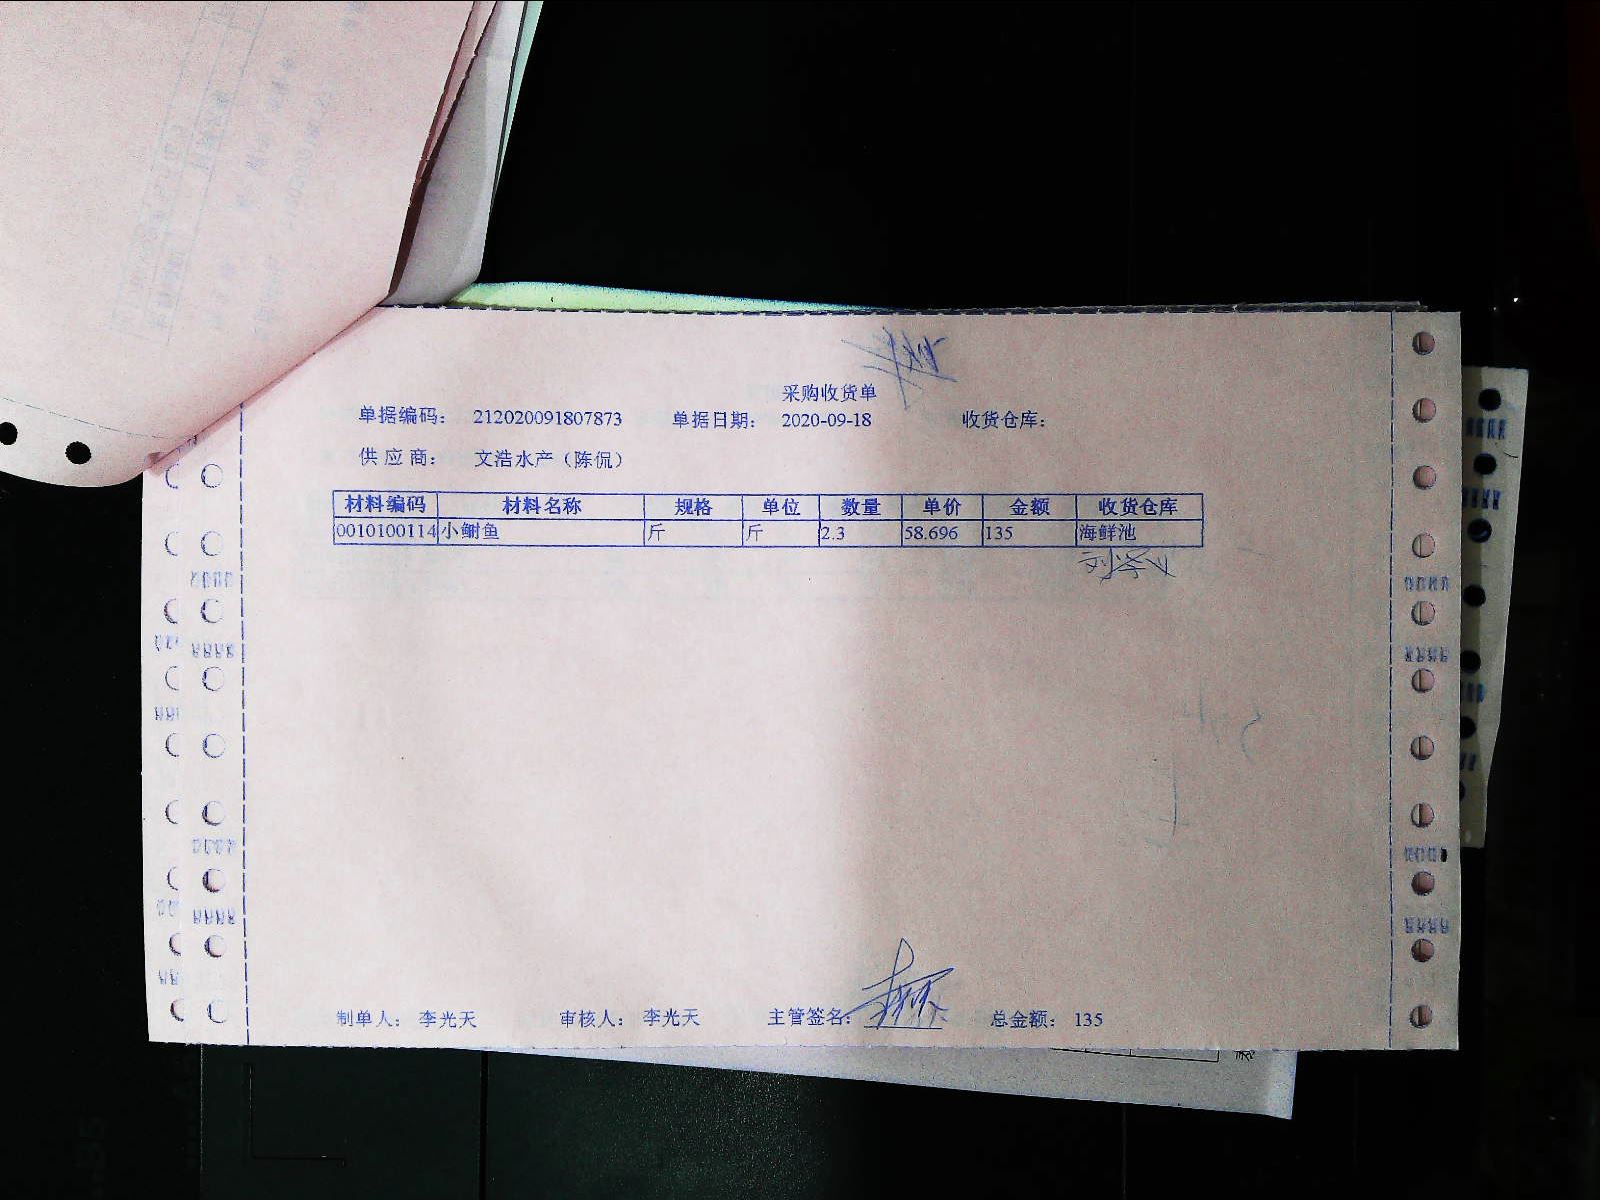 采购收货单
单据编码： 212020091807873 单据日期： 2020-09-18 收货仓库：
供 应 商： 文浩水产（陈侃）
材料编码 材料名称 规格 单位 数量 单价 金额 收货仓库
0010100114 小鮒鱼 斤 斤 2.3 58.696 135 海鲜池
制单人： 李光天 审核人： 李光天 主管签名： 总金额： 135